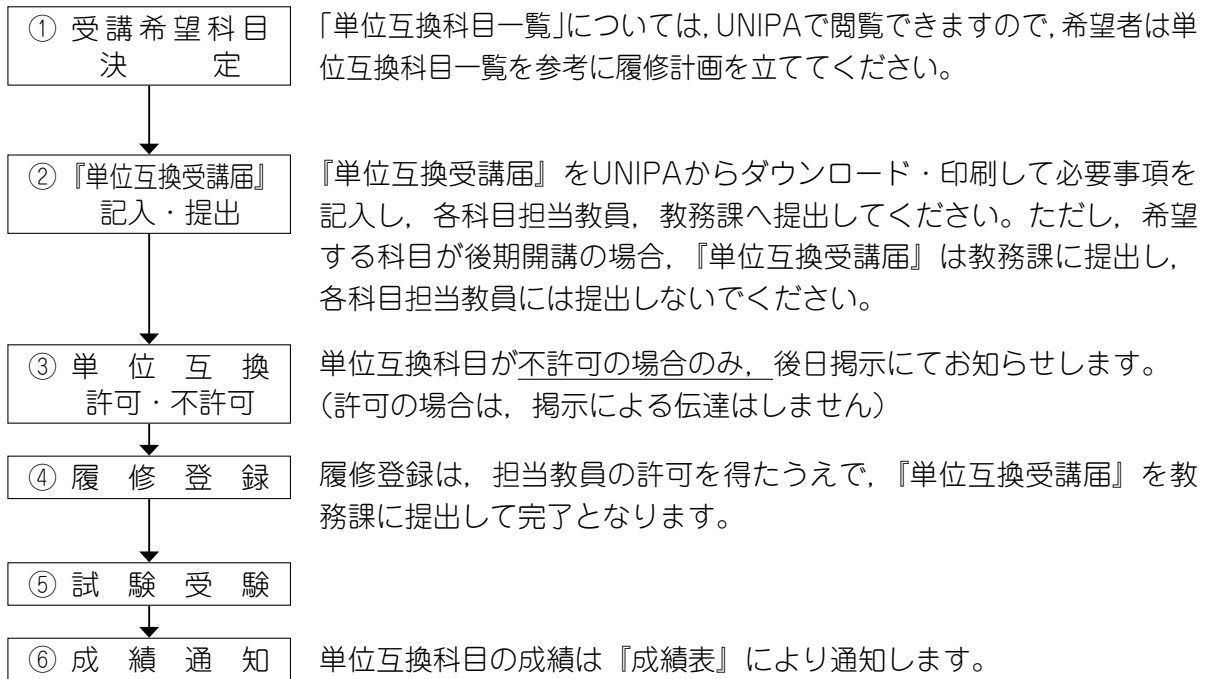 ① 受講希望科目
決定
「単位互換科目一覧」については，UNIPAで閲覧できますので，希望者は単
位互換科目一覧を参考に履修計画を立ててください。
② 『単位互換受講届』
記入・提出
『単位互換受講届』をUNIPAからダウンロード・印刷して必要事項を
記入し，各科目担当教員，教務課へ提出してください。ただし，希望
する科目が後期開講の場合，『単位互換受講届』は教務課に提出し，
各科目担当教員には提出しないでください。
③ 単位互換
許可・不許可
単位互換科目が不許可の場合のみ，後日掲示にてお知らせします。
（許可の場合は，掲示による伝達はしません）
④ 履修登録
履修登録は，担当教員の許可を得たうえで，『単位互換受講届』を教
務課に提出して完了となります。
⑤ 試験受験
⑥ 成績通知
単位互換科目の成績は『成績表』により通知します。